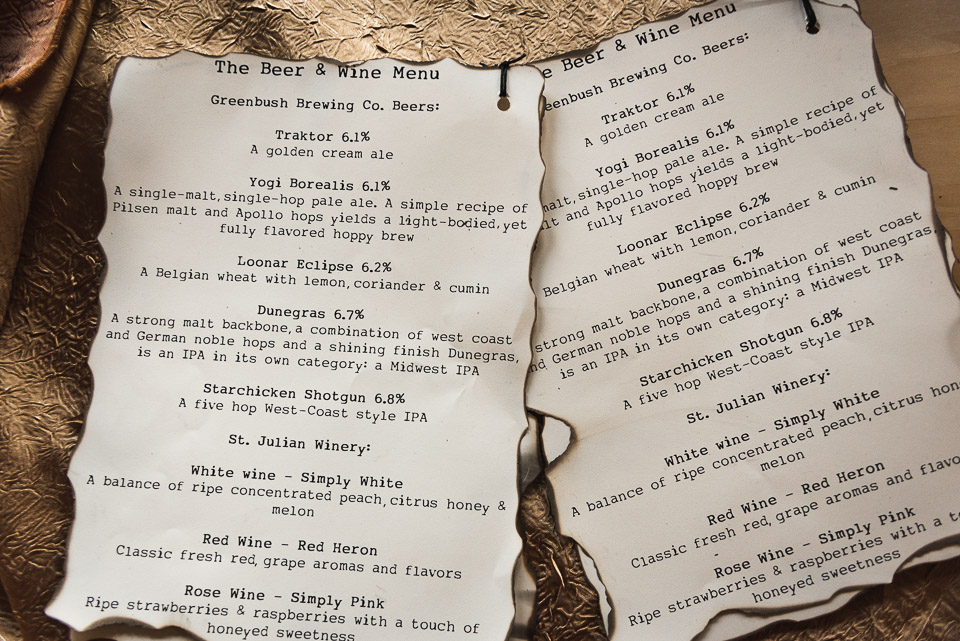 The Beer & Wine Menu
Greenbush Brewing Co. Beers:
Traktor 6.1%
A golden cream ale
Yogi Borealis 6.1%
A single-malt, single-hop pale ale. A simple recipe of
Pilsen malt and Apollo hops yields a light-bodied, yet
fully flavored hoppy brew
Loonar Eclipse 6.2%
A Belgian wheat with lemon, coriander & cumin
Dunegras 6.7%
A strong malt backbone, a combination of west coast
and German noble hops and a shining finish Dunegras,
is an IPA in its own category: a Midwest IPA
Starchicken Shotgun 6.8%
A five hop West-Coast style IPA
St. Julian Winery:
White wine - Simply White
A balance of ripe concentrated peach, citrus honey &
melon
Red Wine - Red Heron
Classic fresh red, grape aromas and flavors
Rose Wine - Simply Pink
Ripe strawberries & raspberries with a touch of
honeyed sweetness
Beer & Wine Menu
Brewing Co. Beers:
Traktor 6.1%
A golden cream ale
Yogi Borealis 6.1%
malt, single-hop pale ale. A simple recipe of
and Apollo hops yields a light-bodied, yet
fully flavored hoppy brew
Loonar Eclipse 6.2%
Belgian wheat with lemon, coriander & cumin
Dunegras 6.7%
strong malt backbone, a combination of west coast
German noble hops and a shining finish Dunegras,
is an IPA in its own category: a Midwest IPA
Starchicken Shotgun 6.8%
A five hop West-Coast style IPA
St. Julian Winery:
White wine - Simply White
A balance of ripe concentrated peach, citrus
melon
Red Wine - Red Heron
Classic fresh red, grape aromas and
Rose Wine - Simply Pink
Ripe strawberries & raspberries with a
honeyed sweetness